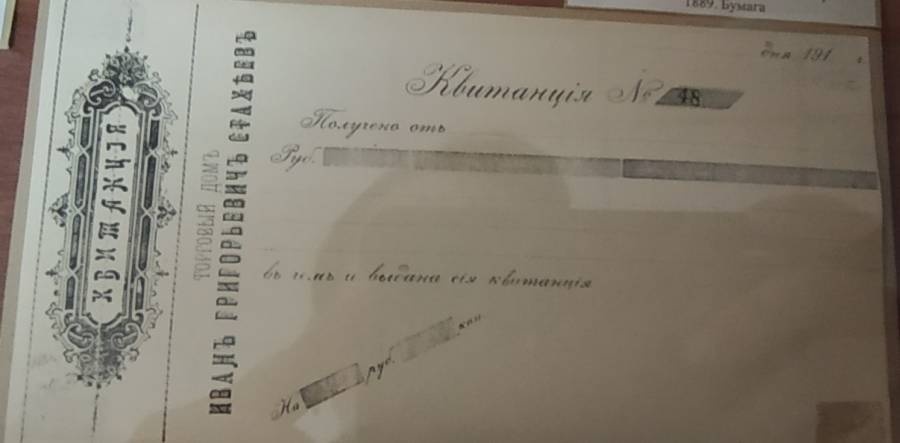 1889. Бумага
КВИТАНЦІЯ
ТОРГОВЫЙ ДОМЪ
ИВАНЪ ГРИГОРЬЕВИЧЪ СТАХѢЕВЪ
дня 191 г.
Квитанція № 48
Получено отъ
Руб.
въ чемъ и выдана сія квитанція
На руб. коп.